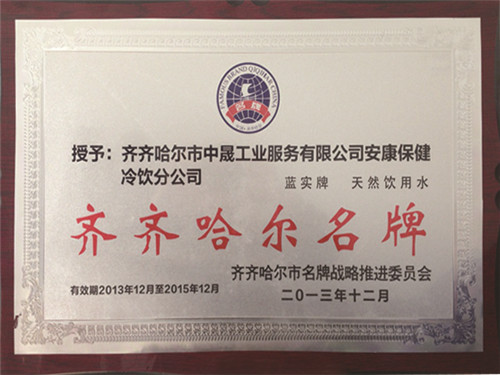 FAMOUS BRAND QIQIHAR CHINA
授予：齐齐哈尔市中晟工业服务有限公司安康保健
冷饮分公司 蓝实牌 天然饮用水
齐齐哈尔名牌
齐齐哈尔市名牌战略推进委员会
有效期2013年12月至2015年12月
二〇一三年十二月